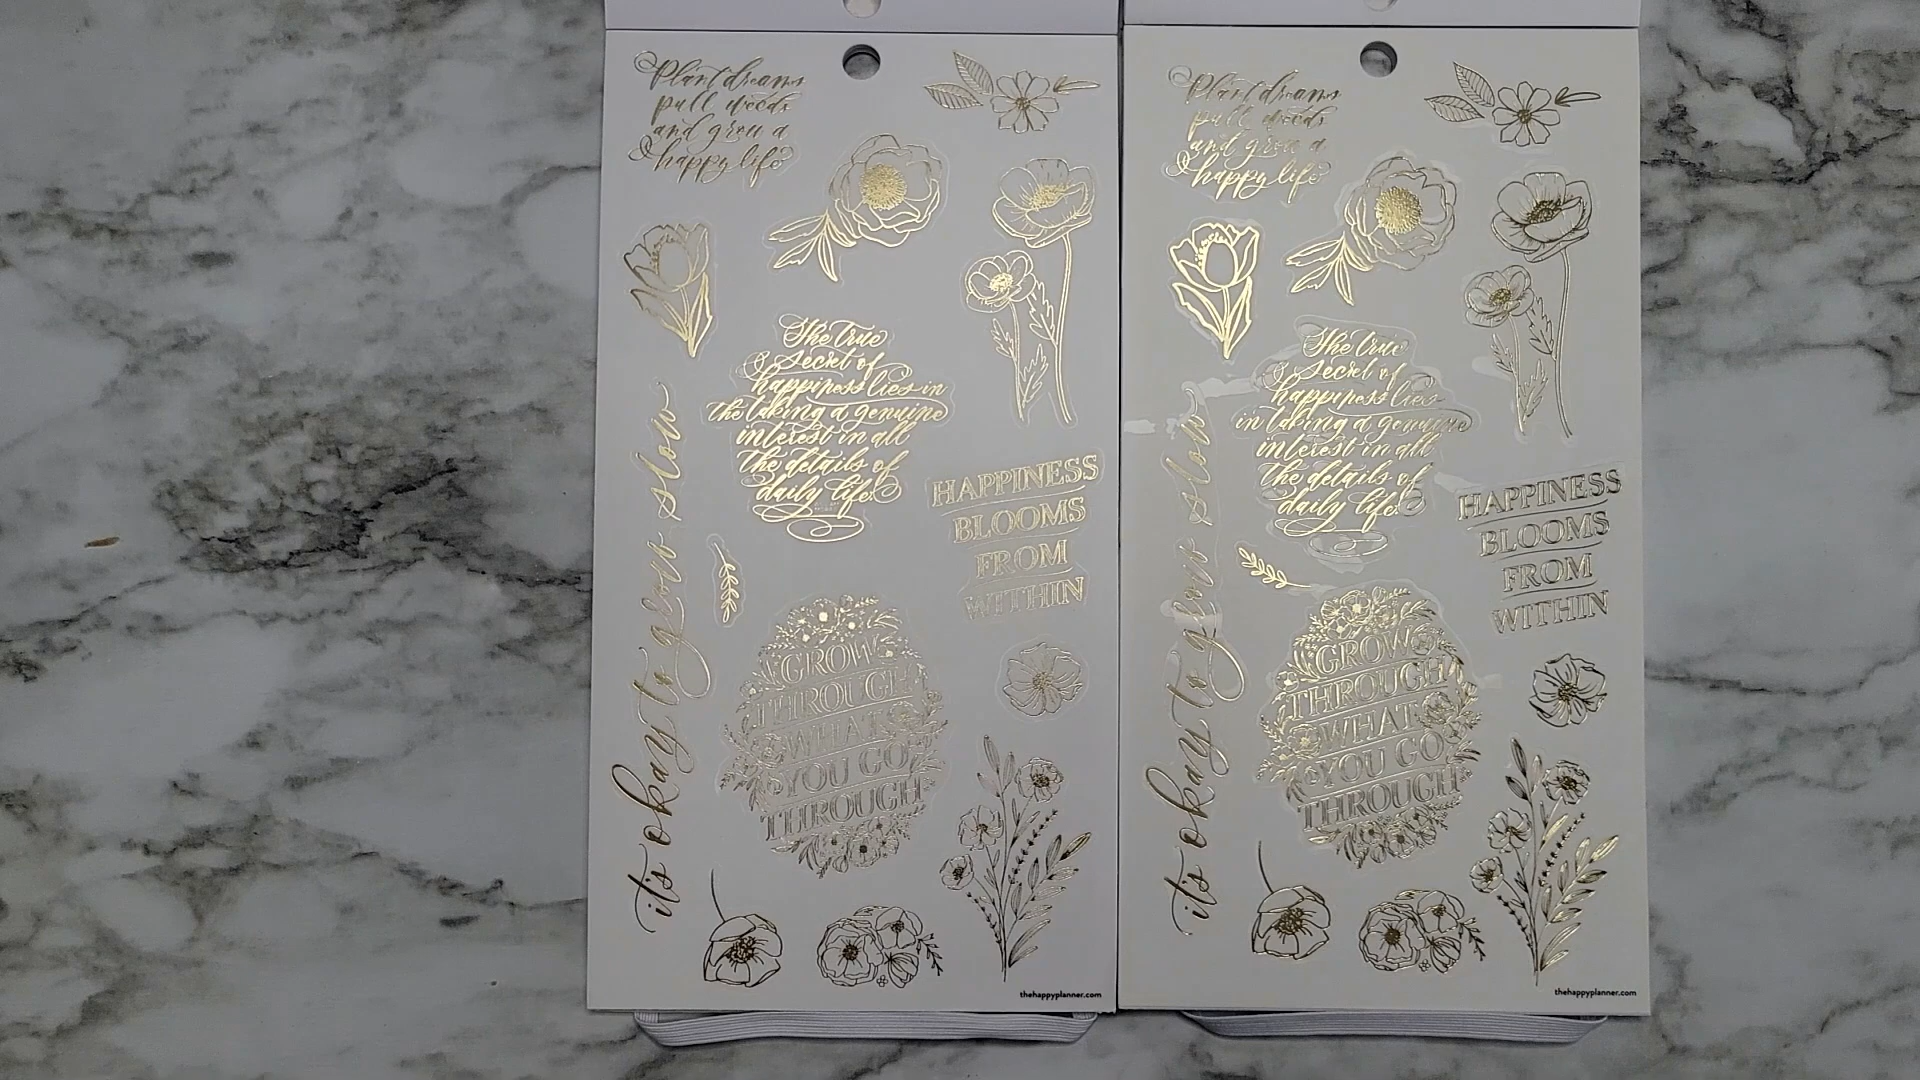 Plant dreams
pull weeds
and grow a
happy life
The true
secret of
happiness lies in
the taking a genuine
interest in all
the details of
daily life.
it's okay to grow slow
HAPPINESS
BLOOMS
FROM
WITHIN
GROW
THROUGH
WHAT
YOU GO
THROUGH
thehappyplanner.com
Plant dreams
pull weeds
and grow a
happy life
The true
secret of
happiness lies
in taking a genuine
interest in all
the details of
daily life.
it's okay to grow slow
HAPPINESS
BLOOMS
FROM
WITHIN
GROW
THROUGH
WHAT
YOU GO
THROUGH
thehappyplanner.com